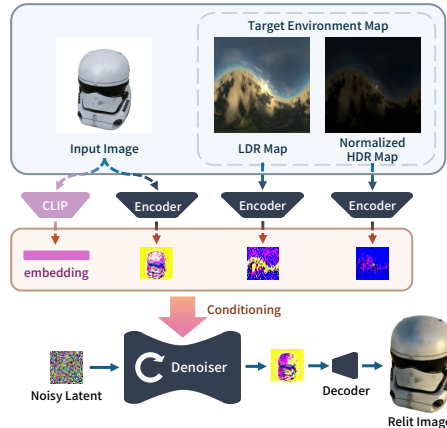 Target Environment Map
Input Image
LDR Map
Normalized
HDR Map
CLIP
Encoder
Encoder
Encoder
embedding
Conditioning
Denoiser
Noisy Latent
Decoder
Relit Image